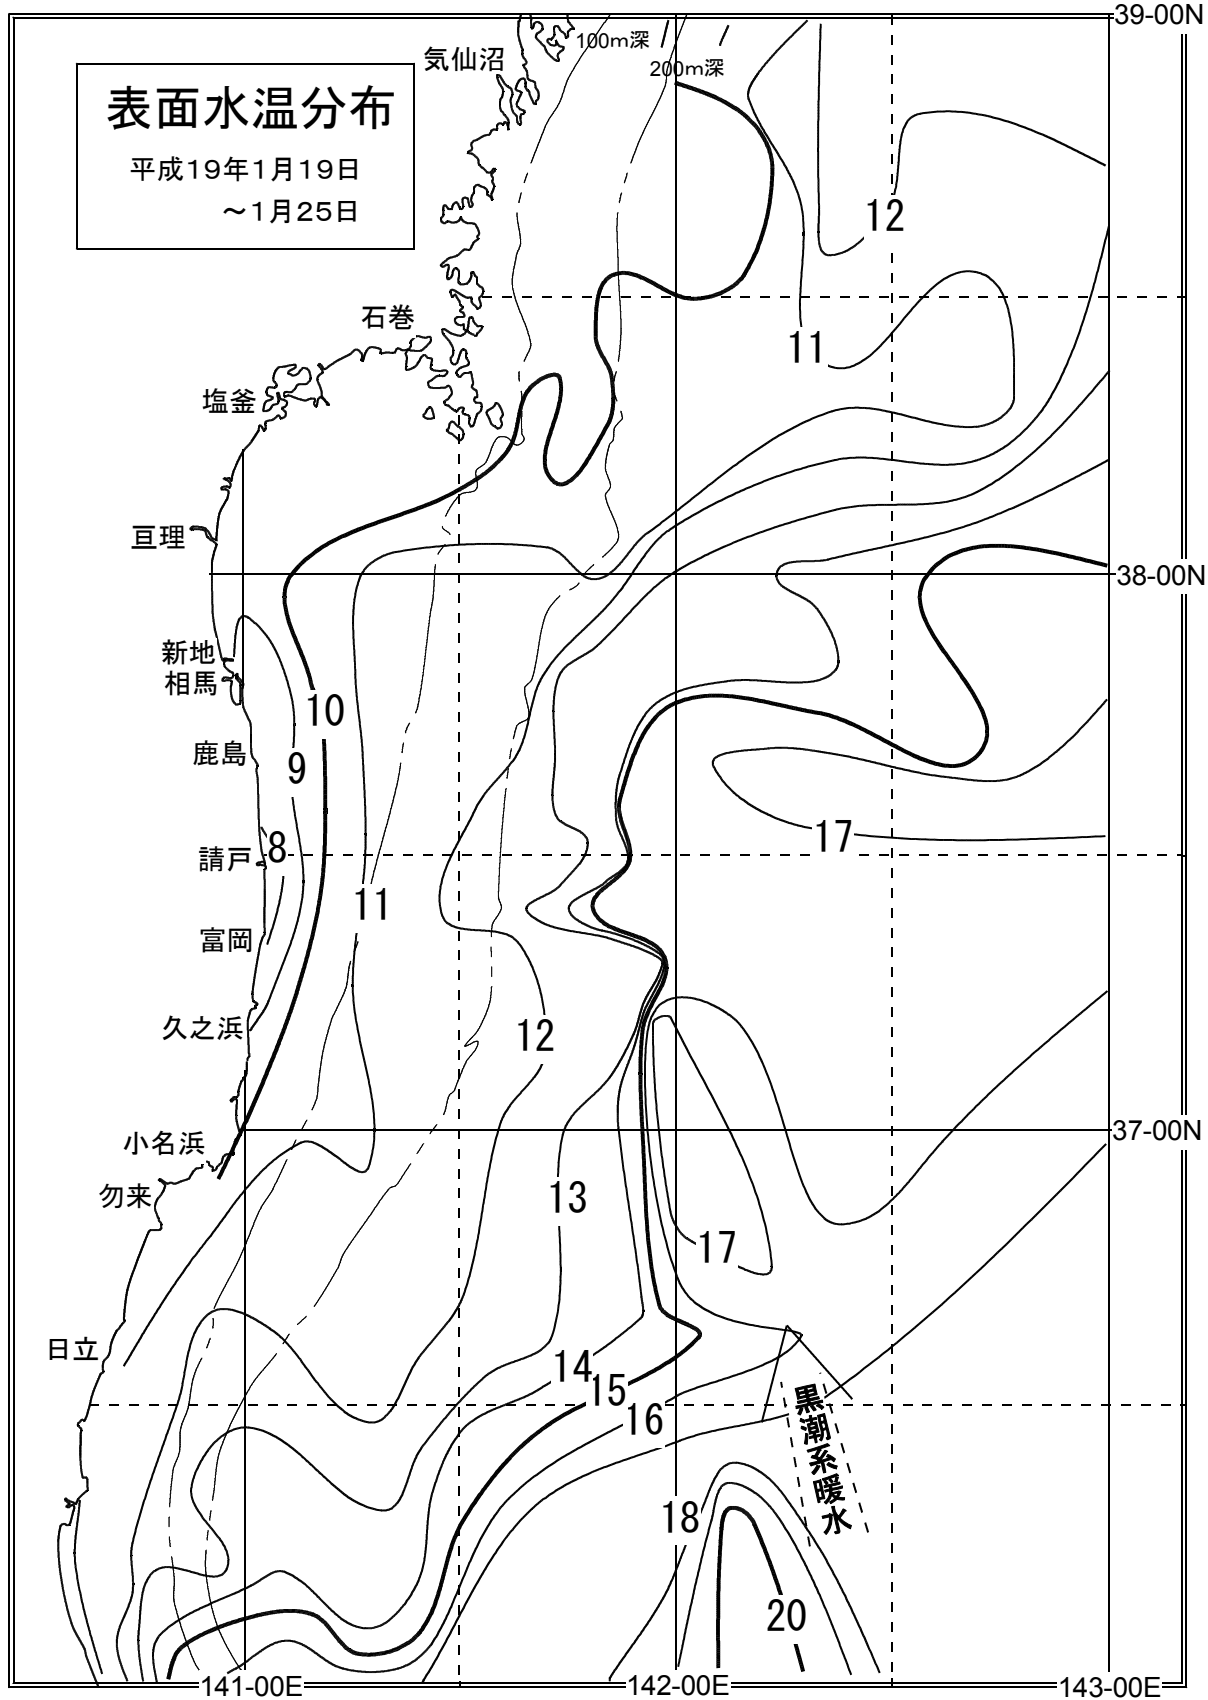 39-00N
100m深
気仙沼
200m深
表面水温分布
平成19年1月19日
～1月25日
12
石巻
11
塩釜
亘理
38-00N
新地
相馬
10
鹿島
9
17
8
請戸
11
富岡
久之浜
12
37-00N
小名浜
勿来
13
17
日立
14
15
16
黒潮系暖水
18
20
141-00E
142-00E
143-00E